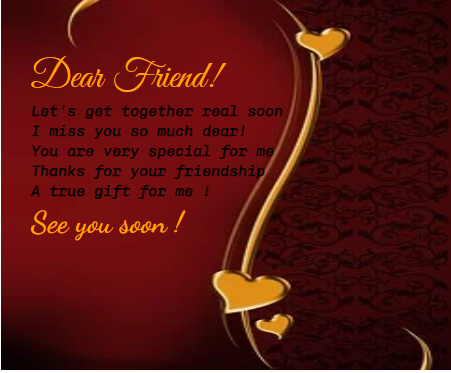 Dear Friend!
Let's get together real soon
I miss you so much dear!
You are very special for me
Thanks for your friendship
A true gift for me !
See you soon !